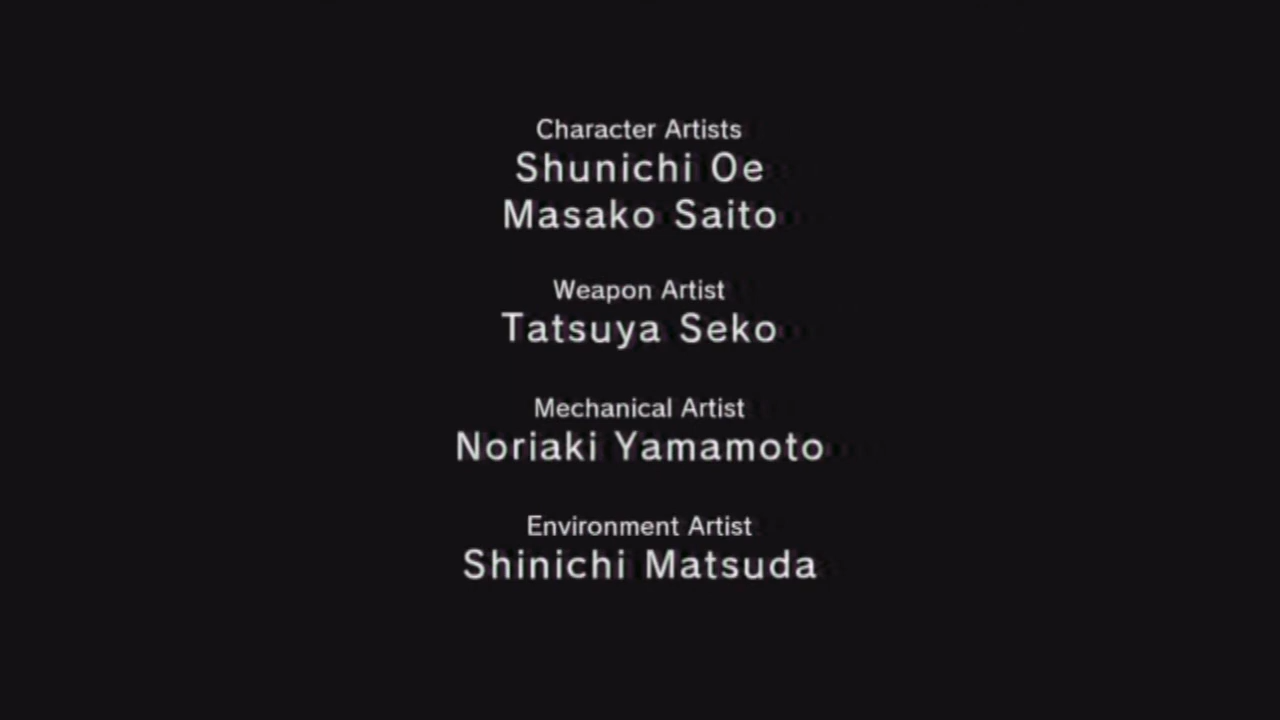 Character Artists
Shunichi Oe
Masako Saito
Weapon Artist
Tatsuya Seko
Mechanical Artist
Noriaki Yamamoto
Environment Artist
Shinichi Matsuda